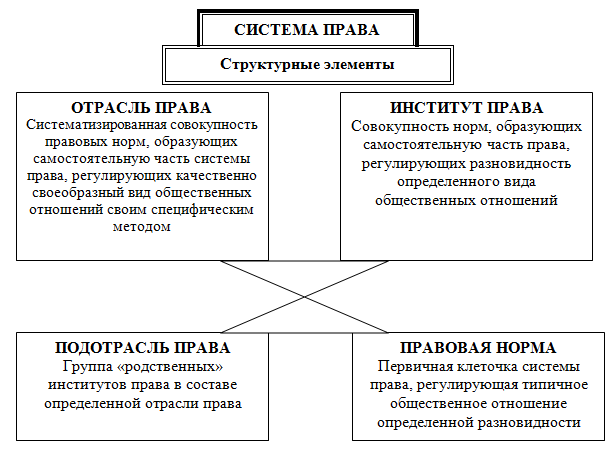 СИСТЕМА ПРАВА
Структурные элементы
ОТРАСЛЬ ПРАВА
Систематизированная совокупность
правовых норм, образующих
самостоятельную часть системы
права, регулирующих качественно
своеобразный вид общественных
отношений своим специфическим
методом
ИНСТИТУТ ПРАВА
Совокупность норм, образующих
самостоятельную часть права,
регулирующих разновидность
определенного вида
общественных отношений
ПОДОТРАСЛЬ ПРАВА
Группа «родственных»
институтов права в составе
определенной отрасли права
ПРАВОВАЯ НОРМА
Первичная клеточка системы
права, регулирующая типичное
общественное отношение
определенной разновидности